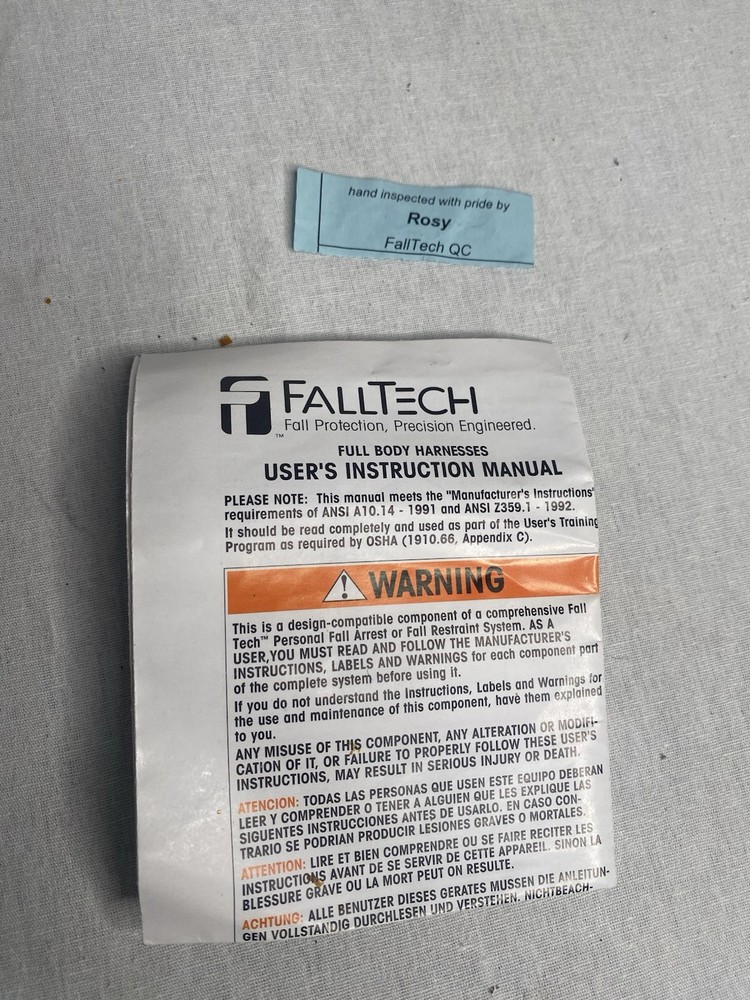 hand inspected with pride by
Rosy
FallTech QC
FALLTECH
™
Fall Protection, Precision Engineered.
FULL BODY HARNESSES
USER'S INSTRUCTION MANUAL
PLEASE NOTE: This manual meets the "Manufacturer's Instructions"
requirements of ANSI A10.14 - 1991 and ANSI Z359.1 - 1992.
It should be read completely and used as part of the User's Training
Program as required by OSHA (1910.66, Appendix C).
WARNING
This is a design-compatible component of a comprehensive Fall
Tech™ Personal Fall Arrest or Fall Restraint System. AS A
USER,YOU MUST READ AND FOLLOW THE MANUFACTURER'S
INSTRUCTIONS, LABELS AND WARNINGS for each component part
of the complete system before using it.
If you do not understand the Instructions, Labels and Warnings for
the use and maintenance of this component, have them explained
to you.
ANY MISUSE OF THIS COMPONENT, ANY ALTERATION OR MODIFI-
CATION OF IT, OR FAILURE TO PROPERLY FOLLOW THESE USER'S
INSTRUCTIONS, MAY RESULT IN SERIOUS INJURY OR DEATH.
ATENCION: TODAS LAS PERSONAS QUE USEN ESTE EQUIPO DEBERAN
LEER Y COMPRENDER O TENER A ALGUIEN QUE LES EXPLIQUE LAS
SIGUENTES INSTRUCCIONES ANTES DE USARLO. EN CASO CON-
TRARIO SE PODRIAN PRODUCIR LESIONES GRAVES O MORTALES.
ATTENTION: LIRE ET BIEN COMPRENDRE OU SE FAIRE RECITER LES
INSTRUCTIONS AVANT DE SE SERVIR DE CETTE APPAREIL. SINON LA
BLESSURE GRAVE OU LA MORT PEUT ON RESULTE.
ACHTUNG: ALLE BENUTZER DIESES GERATES MUSSEN DIE ANLEITUN-
GEN VOLLSTANDIG DURCHLESEN UND VERSTEHEN. NICHTBEACH-